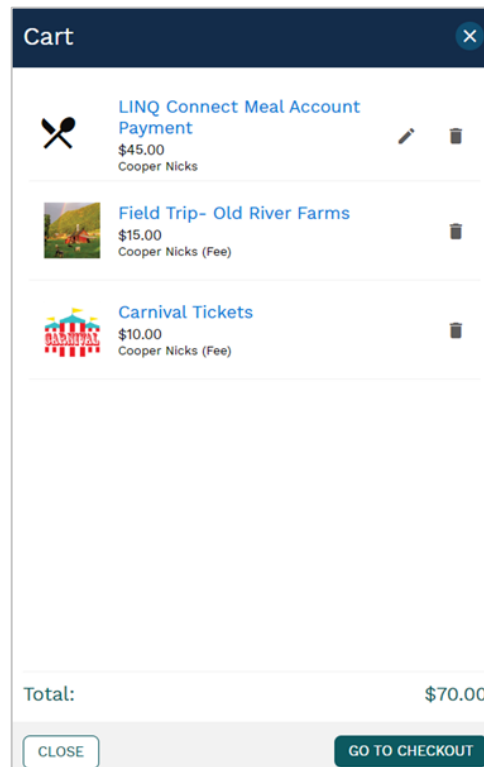 Cart
LINQ Connect Meal Account
Payment
$45.00
Cooper Nicks
Field Trip- Old River Farms
$15.00
Cooper Nicks (Fee)
CARNIVAL
Carnival Tickets
$10.00
Cooper Nicks (Fee)
Total:
$70.00
CLOSE
GO TO CHECKOUT